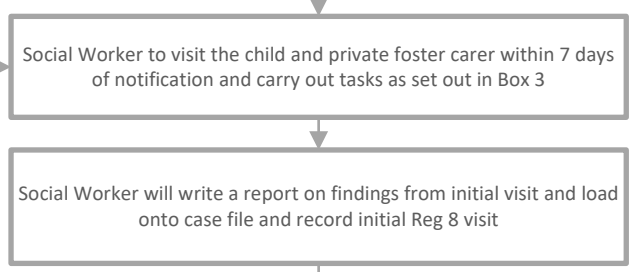 Social Worker to visit the child and private foster carer within 7 days
of notification and carry out tasks as set out in Box 3
Social Worker will write a report on findings from initial visit and load
onto case file and record initial Reg 8 visit